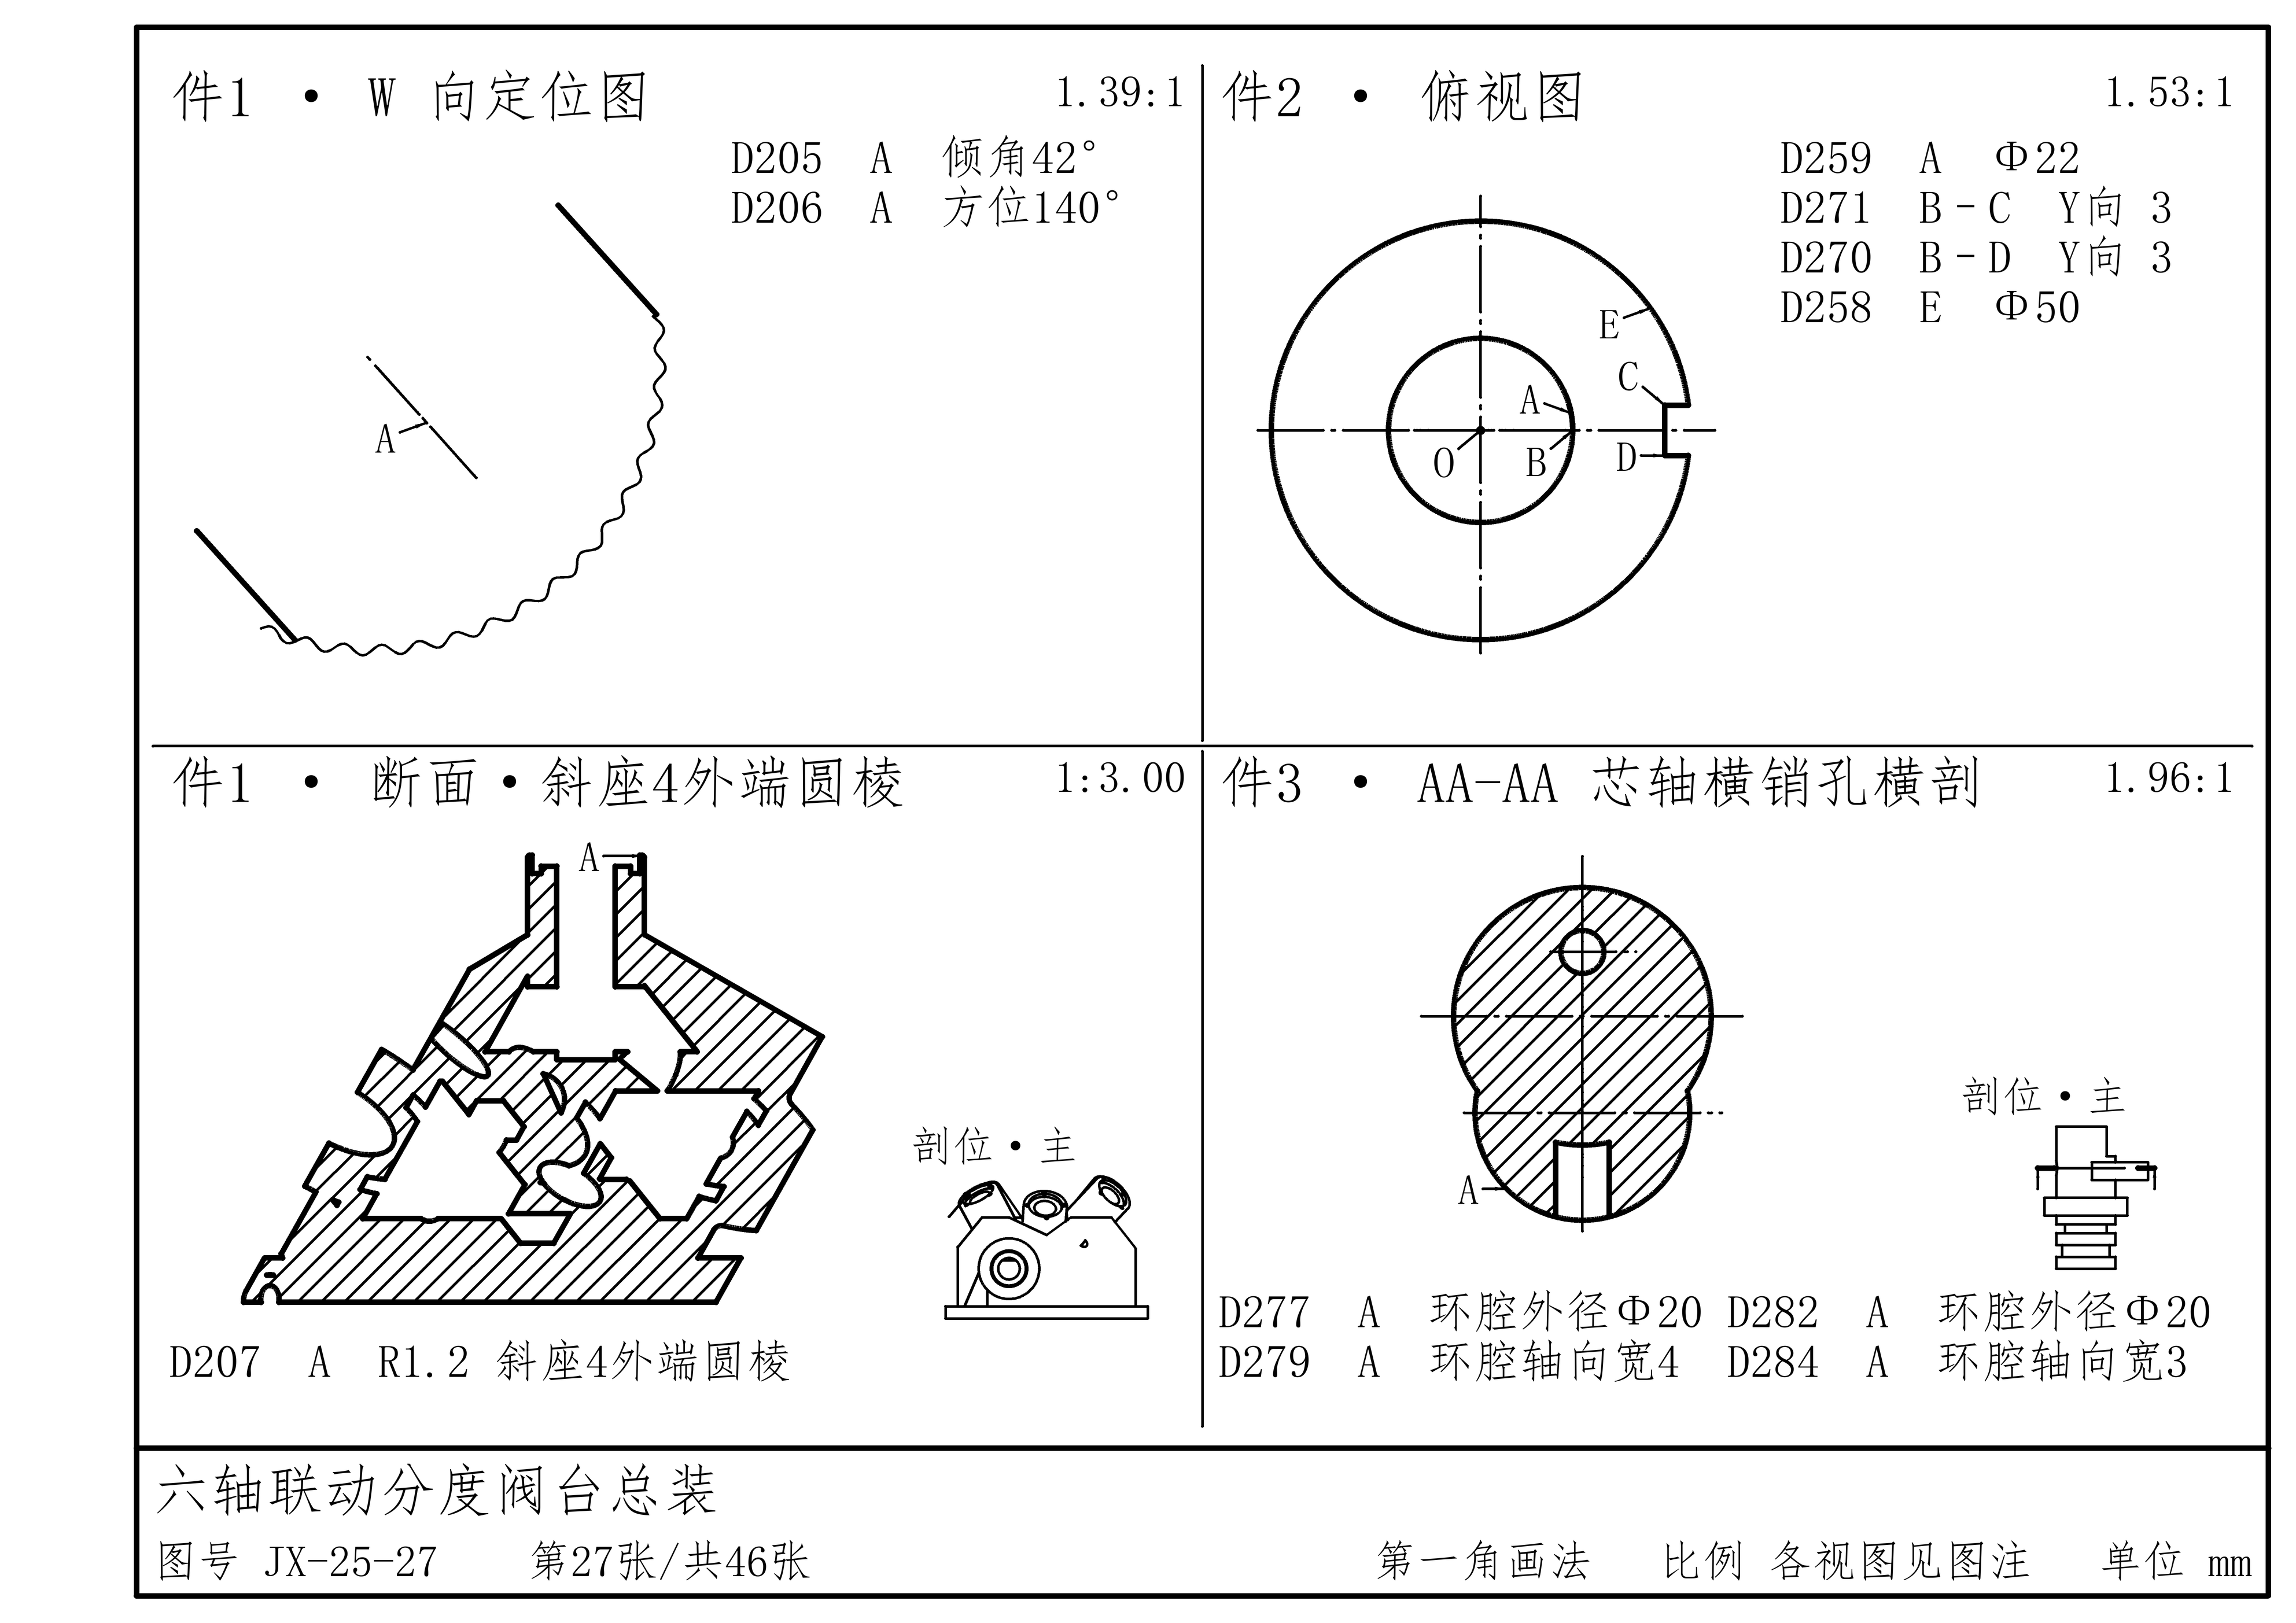 件1 · W 向定位图 1.39:1
D205 A 倾角42°
D206 A 方位140°
A
件2 · 俯视图 1.53:1
D259 A Φ22
D271 B-C Y向 3
D270 B-D Y向 3
D258 E Φ50
E
C
A
O B D
件1 · 断面·斜座4外端圆棱 1:3.00
A
剖位·主
D207 A R1.2 斜座4外端圆棱
件3 · AA-AA 芯轴横销孔横剖 1.96:1
剖位·主
A
D277 A 环腔外径Φ20 D282 A 环腔外径Φ20
D279 A 环腔轴向宽4 D284 A 环腔轴向宽3
六轴联动分度阀台总装
图号 JX-25-27 第27张/共46张 第一角画法 比例 各视图见图注 单位 mm